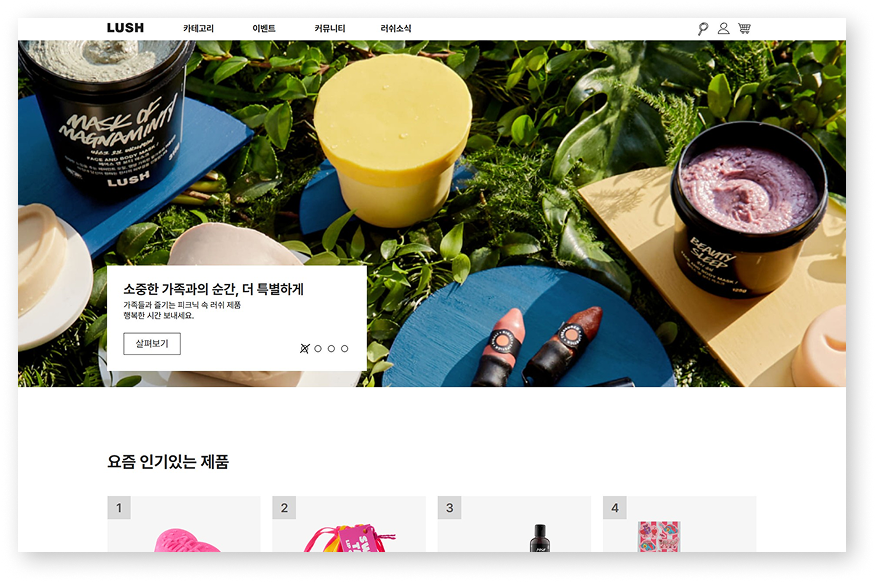 LUSH 카테고리 이벤트 커뮤니티 러쉬소식
MASK OF
MAGNAMINTY
FACE AND BODY MASK /
LUSH
BEAUTY
SLEEP
125g
소중한 가족과의 순간, 더 특별하게
가족들과 즐기는 피크닉 속 러쉬 제품
행복한 시간 보내세요.
살펴보기
요즘 인기있는 제품
1 2 3 4